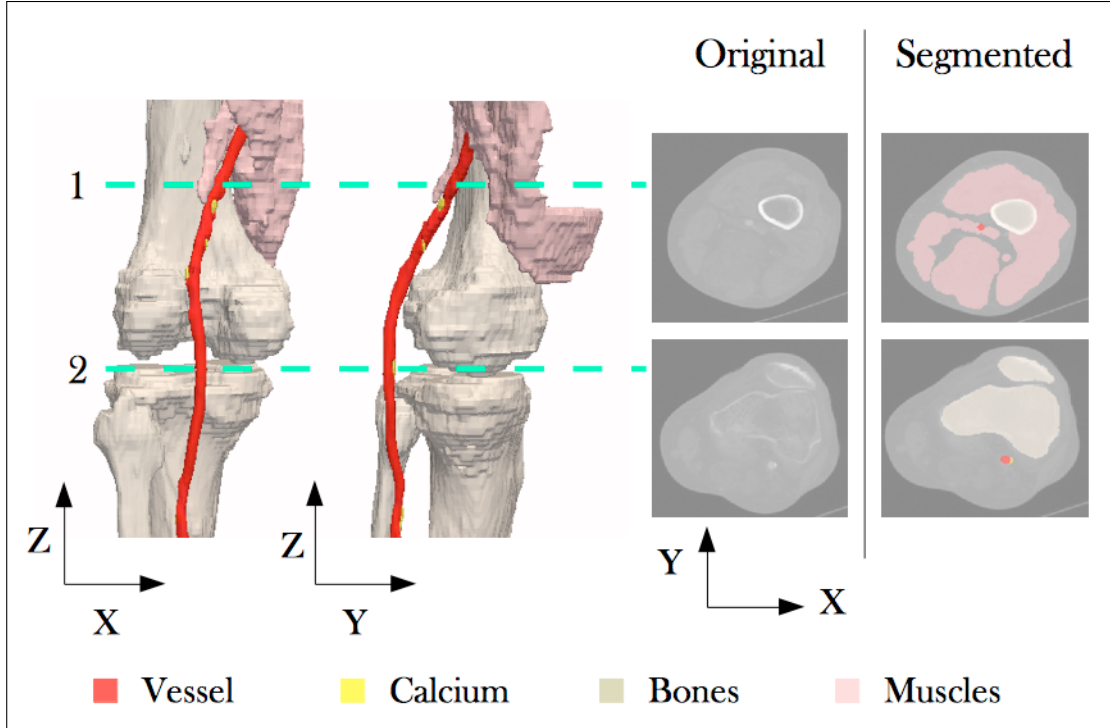 Original Segmented
1
2
Z Z
X Y
Y X
Vessel Calcium Bones Muscles